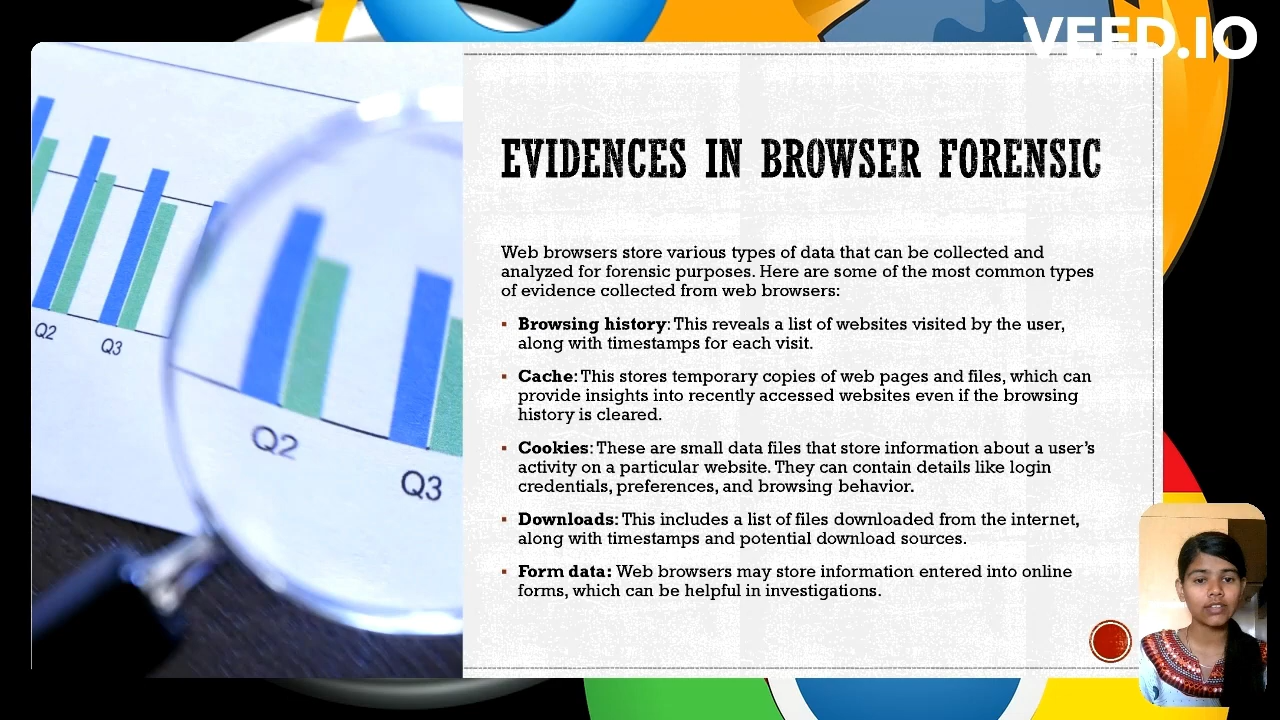 VEED.IO
EVIDENCES IN BROWSER FORENSIC
Web browsers store various types of data that can be collected and
analyzed for forensic purposes. Here are some of the most common types
of evidence collected from web browsers:
▪ Browsing history: This reveals a list of websites visited by the user,
along with timestamps for each visit.
▪ Cache: This stores temporary copies of web pages and files, which can
provide insights into recently accessed websites even if the browsing
history is cleared.
▪ Cookies: These are small data files that store information about a user's
activity on a particular website. They can contain details like login
credentials, preferences, and browsing behavior.
▪ Downloads: This includes a list of files downloaded from the internet,
along with timestamps and potential download sources.
▪ Form data: Web browsers may store information entered into online
forms, which can be helpful in investigations.
Q2
Q3
Q2
Q3